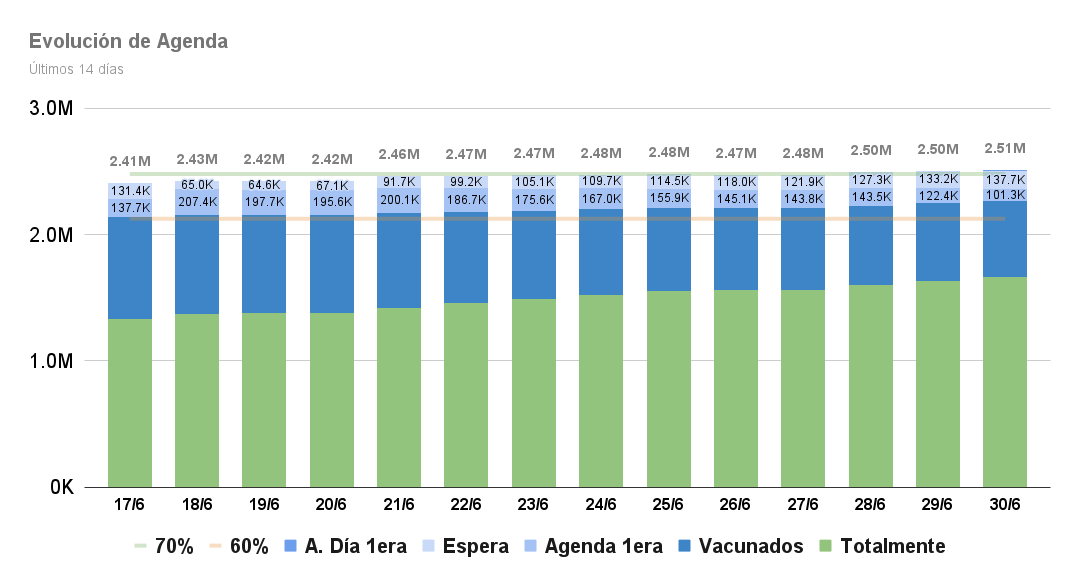 Evolución de Agenda
Últimos 14 días
3.0M
2.41M 2.43M 2.42M 2.42M 2.46M 2.47M 2.47M 2.48M 2.48M 2.47M 2.48M 2.50M 2.50M 2.51M
131.4K 65.0K 64.6K 67.1K 91.7K 99.2K 105.1K 109.7K 114.5K 118.0K 121.9K 127.3K 133.2K 137.7K
137.7K 207.4K 197.7K 195.6K 200.1K 186.7K 175.6K 167.0K 155.9K 145.1K 143.8K 143.5K 122.4K 101.3K
2.0M
1.0M
0K
17/6 18/6 19/6 20/6 21/6 22/6 23/6 24/6 25/6 26/6 27/6 28/6 29/6 30/6
70% 60% A. Día 1era Espera Agenda 1era Vacunados Totalmente